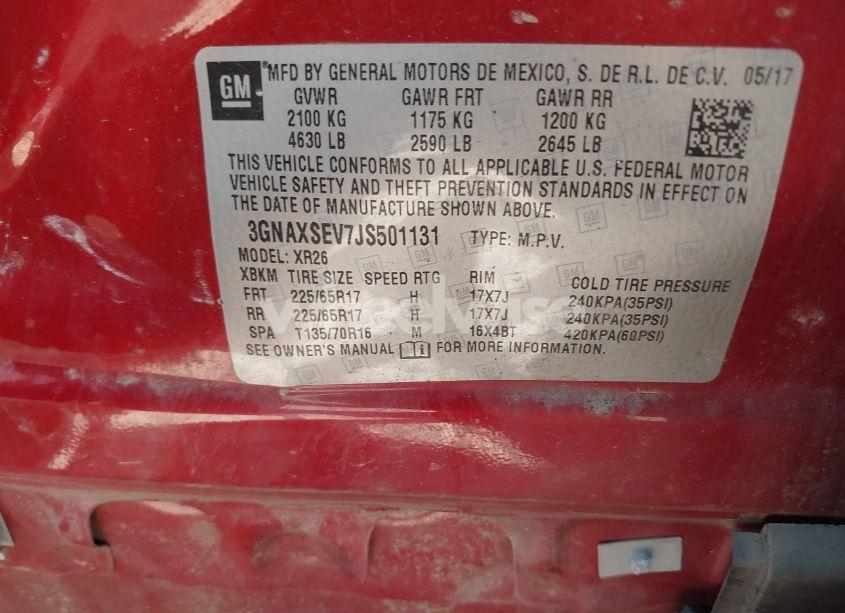 GM MFD BY GENERAL MOTORS DE MEXICO, S. DE R.L. DE C.V. 05/17
GVWR GAWR FRT GAWR RR
2100 KG 1175 KG 1200 KG
4630 LB 2590 LB 2645 LB
THIS VEHICLE CONFORMS TO ALL APPLICABLE U.S. FEDERAL MOTOR
VEHICLE SAFETY AND THEFT PREVENTION STANDARDS IN EFFECT ON
THE DATE OF MANUFACTURE SHOWN ABOVE.
3GNAXSEV7JS501131 TYPE: M.P.V.
MODEL: XR26
XBKM TIRE SIZE SPEED RTG RIM COLD TIRE PRESSURE
FRT 225/65R17 H 17X7J 240KPA(35PSI)
RR 225/65R17 H 17X7J 240KPA(35PSI)
SPA T135/70R16 M 16X4BT 420KPA(60PSI)
SEE OWNER'S MANUAL FOR MORE INFORMATION.